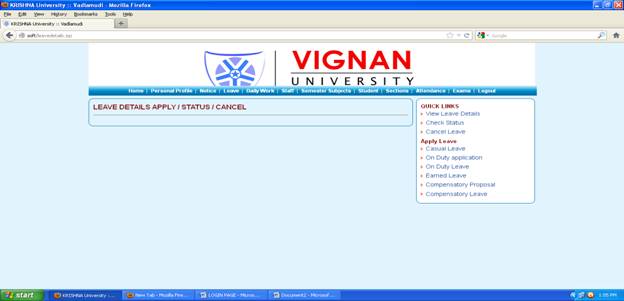 KRISHNA University :: Vadlamudi - Mozilla Firefox
File Edit View History Bookmarks Tools Help
KRISHNA University :: Vadlamudi
soft/leavedetails.jsp
Google
VIGNAN
UNIVERSITY
Home | Personal Profile | Notice | Leave | Daily Work | Staff | Semester Subjects | Student | Sections | Attendance | Exams | Logout
LEAVE DETAILS APPLY / STATUS / CANCEL
QUICK LINKS
View Leave Details
Check Status
Cancel Leave
Apply Leave
Casual Leave
On Duty application
On Duty Leave
Earned Leave
Compensatory Proposal
Compensatory Leave
start
KRISHNA University :...
New Tab - Mozilla Fire...
LOGIN PAGE - Micros...
Document2 - Microsof...
1:05 PM